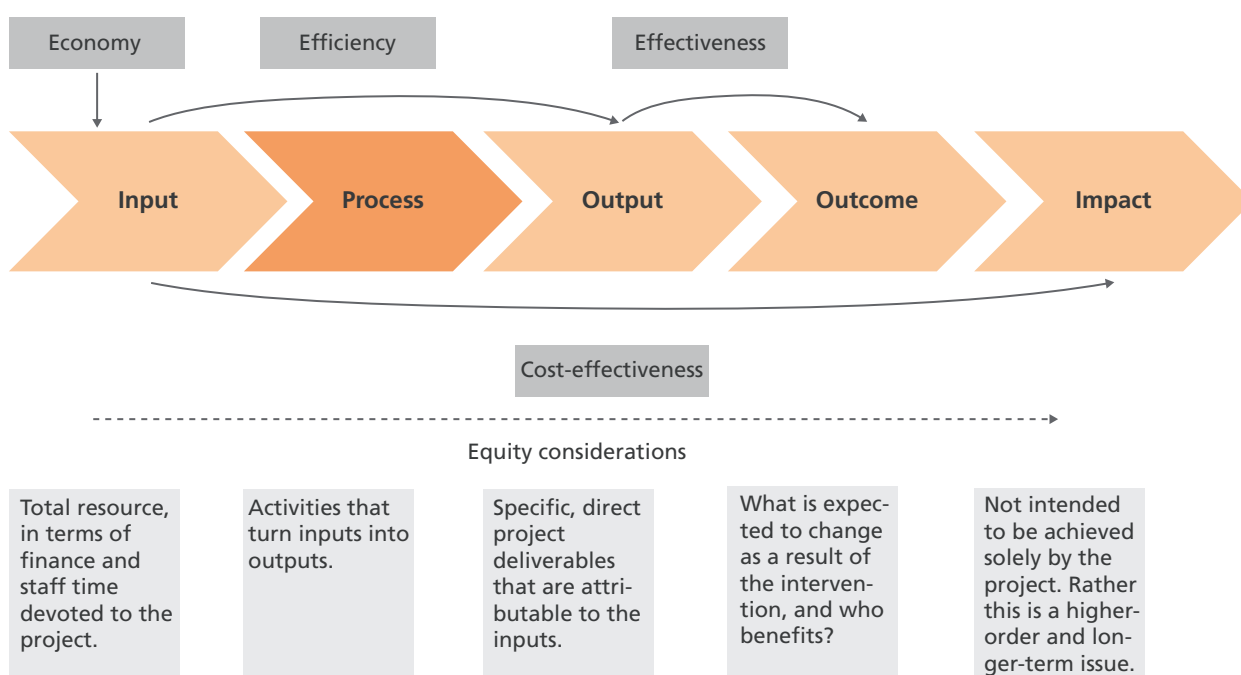 Economy
Efficiency
Effectiveness
Input
Process
Output
Outcome
Impact
Cost-effectiveness
Equity considerations
Total resource,
in terms of
finance and
staff time
devoted to the
project.
Activities that
turn inputs into
outputs.
Specific, direct
project
deliverables
that are attri-
butable to the
inputs.
What is expec-
ted to change
as a result of
the interven-
tion, and who
benefits?
Not intended
to be achieved
solely by the
project. Rather
this is a higher-
order and lon-
ger-term issue.